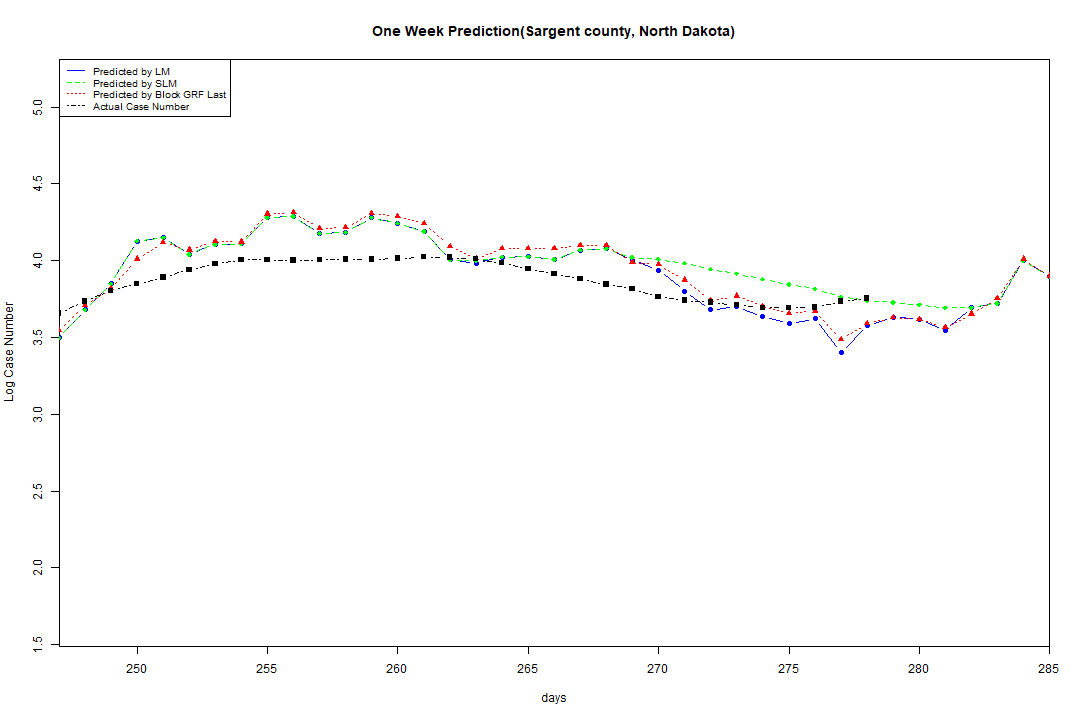 One Week Prediction(Sargent county, North Dakota)
Predicted by LM
Predicted by SLM
Predicted by Block GRF Last
Actual Case Number
5.0
4.5
4.0
3.5
3.0
2.5
2.0
1.5
Log Case Number
250 255 260 265 270 275 280 285
days